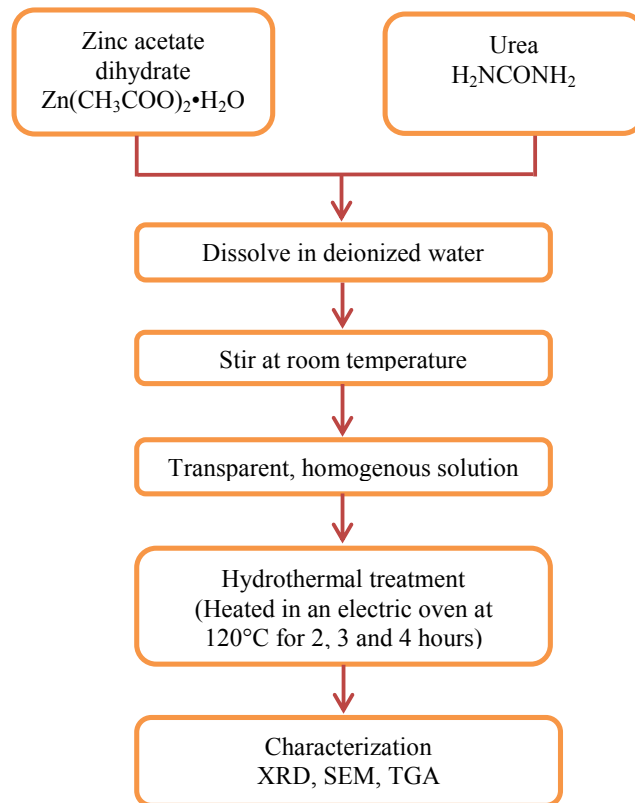 Zinc acetate
dihydrate
Zn(CH₃COO)₂•H₂O
Urea
H₂NCONH₂
Dissolve in deionized water
Stir at room temperature
Transparent, homogenous solution
Hydrothermal treatment
(Heated in an electric oven at
120°C for 2, 3 and 4 hours)
Characterization
XRD, SEM, TGA